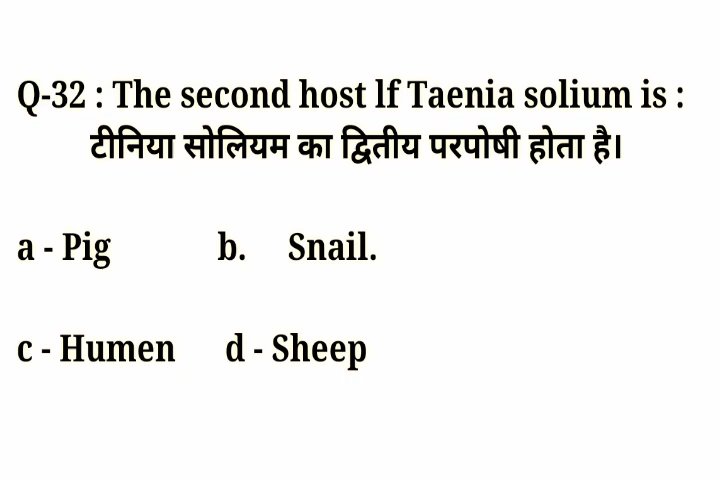 Q-32 : The second host lf Taenia solium is :
टीनिया सोलियम का द्वितीय परपोषी होता है।
a - Pig b. Snail.
c - Humen d - Sheep